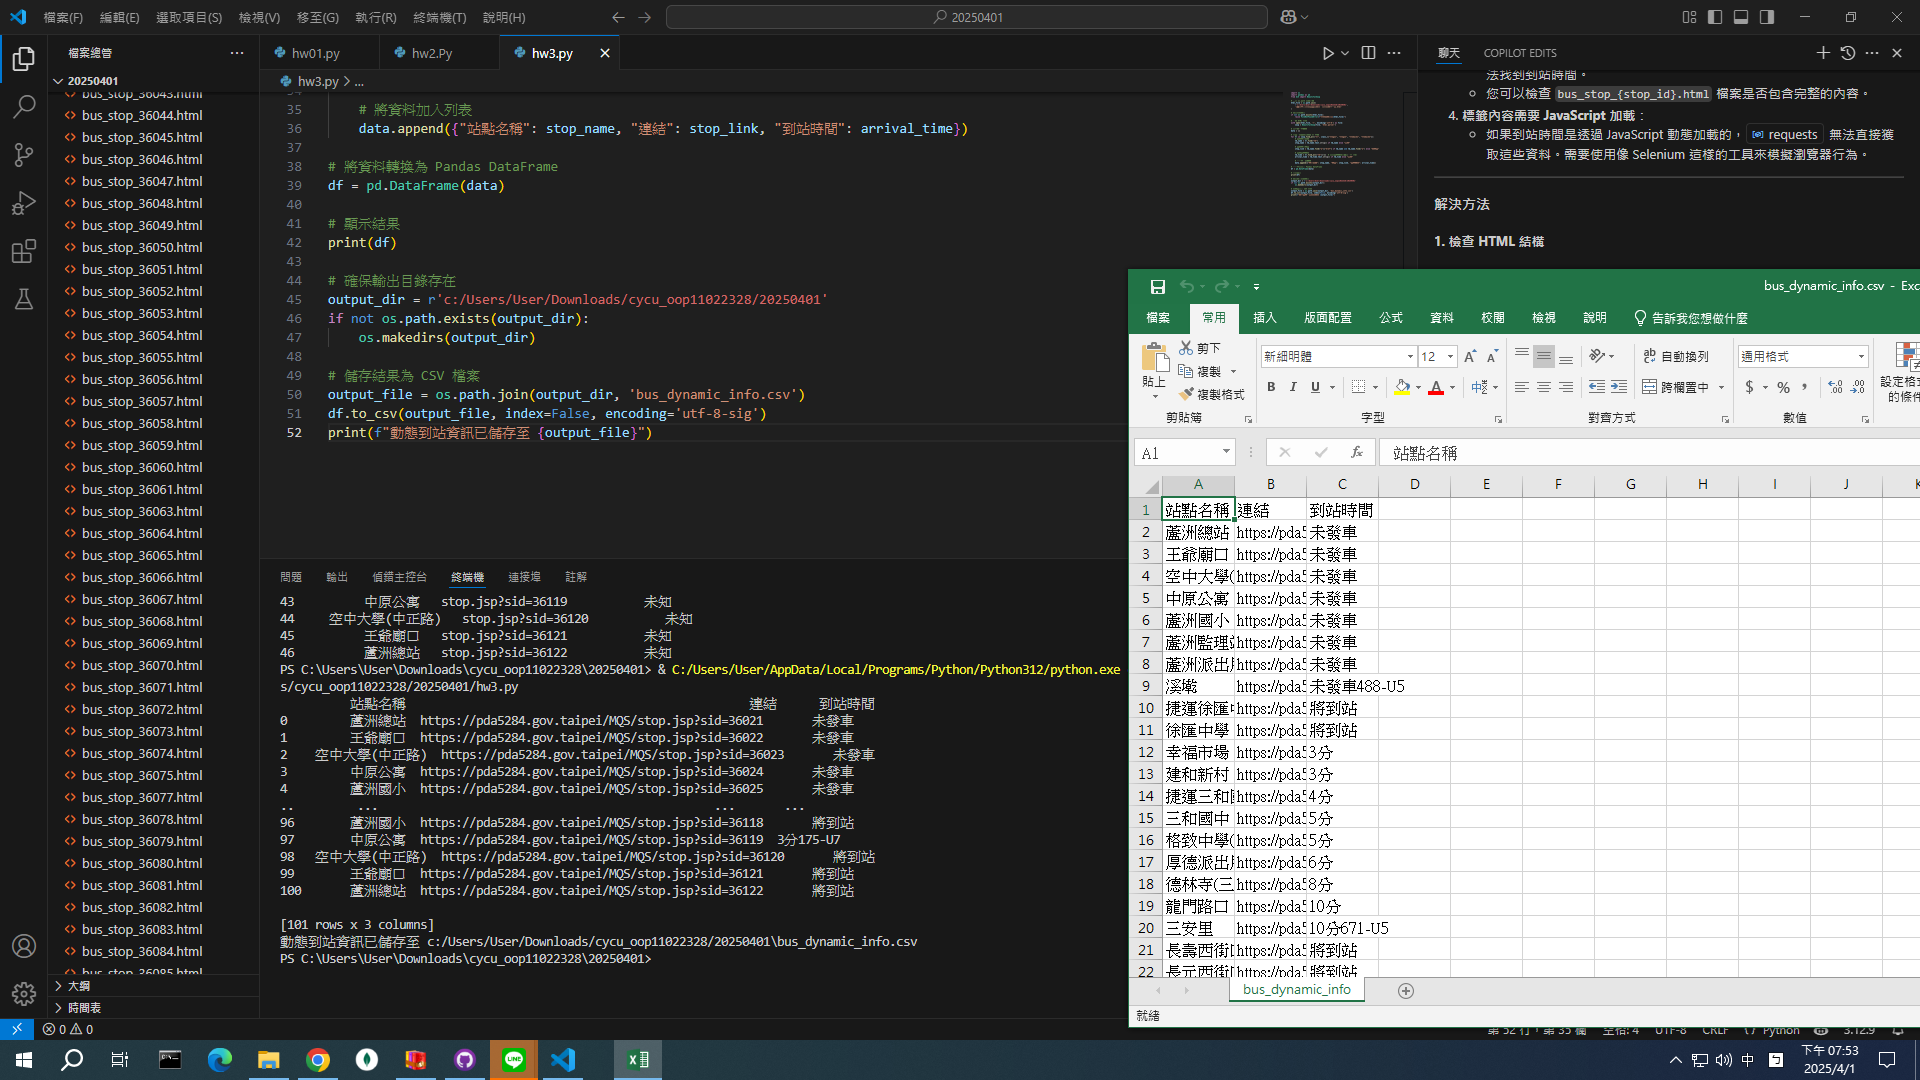 檔案(F) 編輯(E) 選取項目(S) 檢視(V) 移至(G) 執行(R) 終端機(T) 說明(H)
20250401
檔案總管
20250401
bus_stop_36043.html
bus_stop_36044.html
bus_stop_36045.html
bus_stop_36046.html
bus_stop_36047.html
bus_stop_36048.html
bus_stop_36049.html
bus_stop_36050.html
bus_stop_36051.html
bus_stop_36052.html
bus_stop_36053.html
bus_stop_36054.html
bus_stop_36055.html
bus_stop_36056.html
bus_stop_36057.html
bus_stop_36058.html
bus_stop_36059.html
bus_stop_36060.html
bus_stop_36061.html
bus_stop_36063.html
bus_stop_36064.html
bus_stop_36065.html
bus_stop_36066.html
bus_stop_36067.html
bus_stop_36068.html
bus_stop_36069.html
bus_stop_36070.html
bus_stop_36071.html
bus_stop_36072.html
bus_stop_36073.html
bus_stop_36074.html
bus_stop_36075.html
bus_stop_36077.html
bus_stop_36078.html
bus_stop_36079.html
bus_stop_36080.html
bus_stop_36081.html
bus_stop_36082.html
bus_stop_36083.html
bus_stop_36084.html
bus_stop_36085.html
大綱
時間表
hw01.py hw2.Py hw3.py
hw3.py > ...
34
35 # 將資料加入列表
36 data.append({"站點名稱": stop_name, "連結": stop_link, "到站時間": arrival_time})
37
38 # 將資料轉換為 Pandas DataFrame
39 df = pd.DataFrame(data)
40
41 # 顯示結果
42 print(df)
43
44 # 確保輸出目錄存在
45 output_dir = r'c:/Users/User/Downloads/cycu_oop11022328/20250401'
46 if not os.path.exists(output_dir):
47 os.makedirs(output_dir)
48
49 # 儲存結果為 CSV 檔案
50 output_file = os.path.join(output_dir, 'bus_dynamic_info.csv')
51 df.to_csv(output_file, index=False, encoding='utf-8-sig')
52 print(f"動態到站資訊已儲存至 {output_file}")
問題 輸出 偵錯主控台 終端機 連接埠 註解
43 中原公寓 stop.jsp?sid=36119 未知
44 空中大學(中正路) stop.jsp?sid=36120 未知
45 王爺廟口 stop.jsp?sid=36121 未知
46 蘆洲總站 stop.jsp?sid=36122 未知
PS C:\Users\User\Downloads\cycu_oop11022328\20250401> & C:/Users/User/AppData/Local/Programs/Python/Python312/python.exe
s/cycu_oop11022328/20250401/hw3.py
站點名稱 連結 到站時間
0 蘆洲總站 https://pda5284.gov.taipei/MQS/stop.jsp?sid=36021 未發車
1 王爺廟口 https://pda5284.gov.taipei/MQS/stop.jsp?sid=36022 未發車
2 空中大學(中正路) https://pda5284.gov.taipei/MQS/stop.jsp?sid=36023 未發車
3 中原公寓 https://pda5284.gov.taipei/MQS/stop.jsp?sid=36024 未發車
4 蘆洲國小 https://pda5284.gov.taipei/MQS/stop.jsp?sid=36025 未發車
.. ... ... ...
96 蘆洲國小 https://pda5284.gov.taipei/MQS/stop.jsp?sid=36118 將到站
97 中原公寓 https://pda5284.gov.taipei/MQS/stop.jsp?sid=36119 3分175-U7
98 空中大學(中正路) https://pda5284.gov.taipei/MQS/stop.jsp?sid=36120 將到站
99 王爺廟口 https://pda5284.gov.taipei/MQS/stop.jsp?sid=36121 將到站
100 蘆洲總站 https://pda5284.gov.taipei/MQS/stop.jsp?sid=36122 將到站
[101 rows x 3 columns]
動態到站資訊已儲存至 c:/Users/User/Downloads/cycu_oop11022328/20250401\bus_dynamic_info.csv
PS C:\Users\User\Downloads\cycu_oop11022328\20250401>
聊天 COPILOT EDITS
法找到到站時間。
您可以檢查 bus_stop_{stop_id}.html 檔案是否包含完整的內容。
4. 標籤內容需要 JavaScript 加載：
如果到站時間是透過 JavaScript 動態加載的， requests 無法直接獲
取這些資料。需要使用像 Selenium 這樣的工具來模擬瀏覽器行為。
解決方法
1. 檢查 HTML 結構
bus_dynamic_info.csv - Exc
檔案 常用 插入 版面配置 公式 資料 校閱 檢視 說明 告訴我您想做什麼
貼上 剪下 複製 複製格式
新細明體 12
B I U A
自動換列
跨欄置中
通用格式
$ % ,
設定格式
的條件
剪貼簿 字型 對齊方式 數值
A1 fx 站點名稱
A B C D E F G H I J K
1 站點名稱 連結 到站時間
2 蘆洲總站 https://pda5 未發車
3 王爺廟口 https://pda5 未發車
4 空中大學( https://pda5 未發車
5 中原公寓 https://pda5 未發車
6 蘆洲國小 https://pda5 未發車
7 蘆洲監理 https://pda5 未發車
8 蘆洲派出 https://pda5 未發車
9 溪墘 https://pda5 未發車488-U5
10 捷運徐匯 https://pda5 將到站
11 徐匯中學 https://pda5 將到站
12 幸福市場 https://pda5 3分
13 建和新村 https://pda5 3分
14 捷運三和 https://pda5 4分
15 三和國中 https://pda5 5分
16 格致中學( https://pda5 5分
17 厚德派出 https://pda5 6分
18 德林寺(三 https://pda5 8分
19 龍門路口 https://pda5 10分
20 三安里 https://pda5 10分671-U5
21 長壽西街 https://pda5 將到站
22 長元西街 https://pda5 將到站
bus_dynamic_info
就緒
0 0
第 52 行，第 35 欄 空格: 4 UTF-8 CRLF Python 3.12.9
LINE
中
下午 07:53
2025/4/1